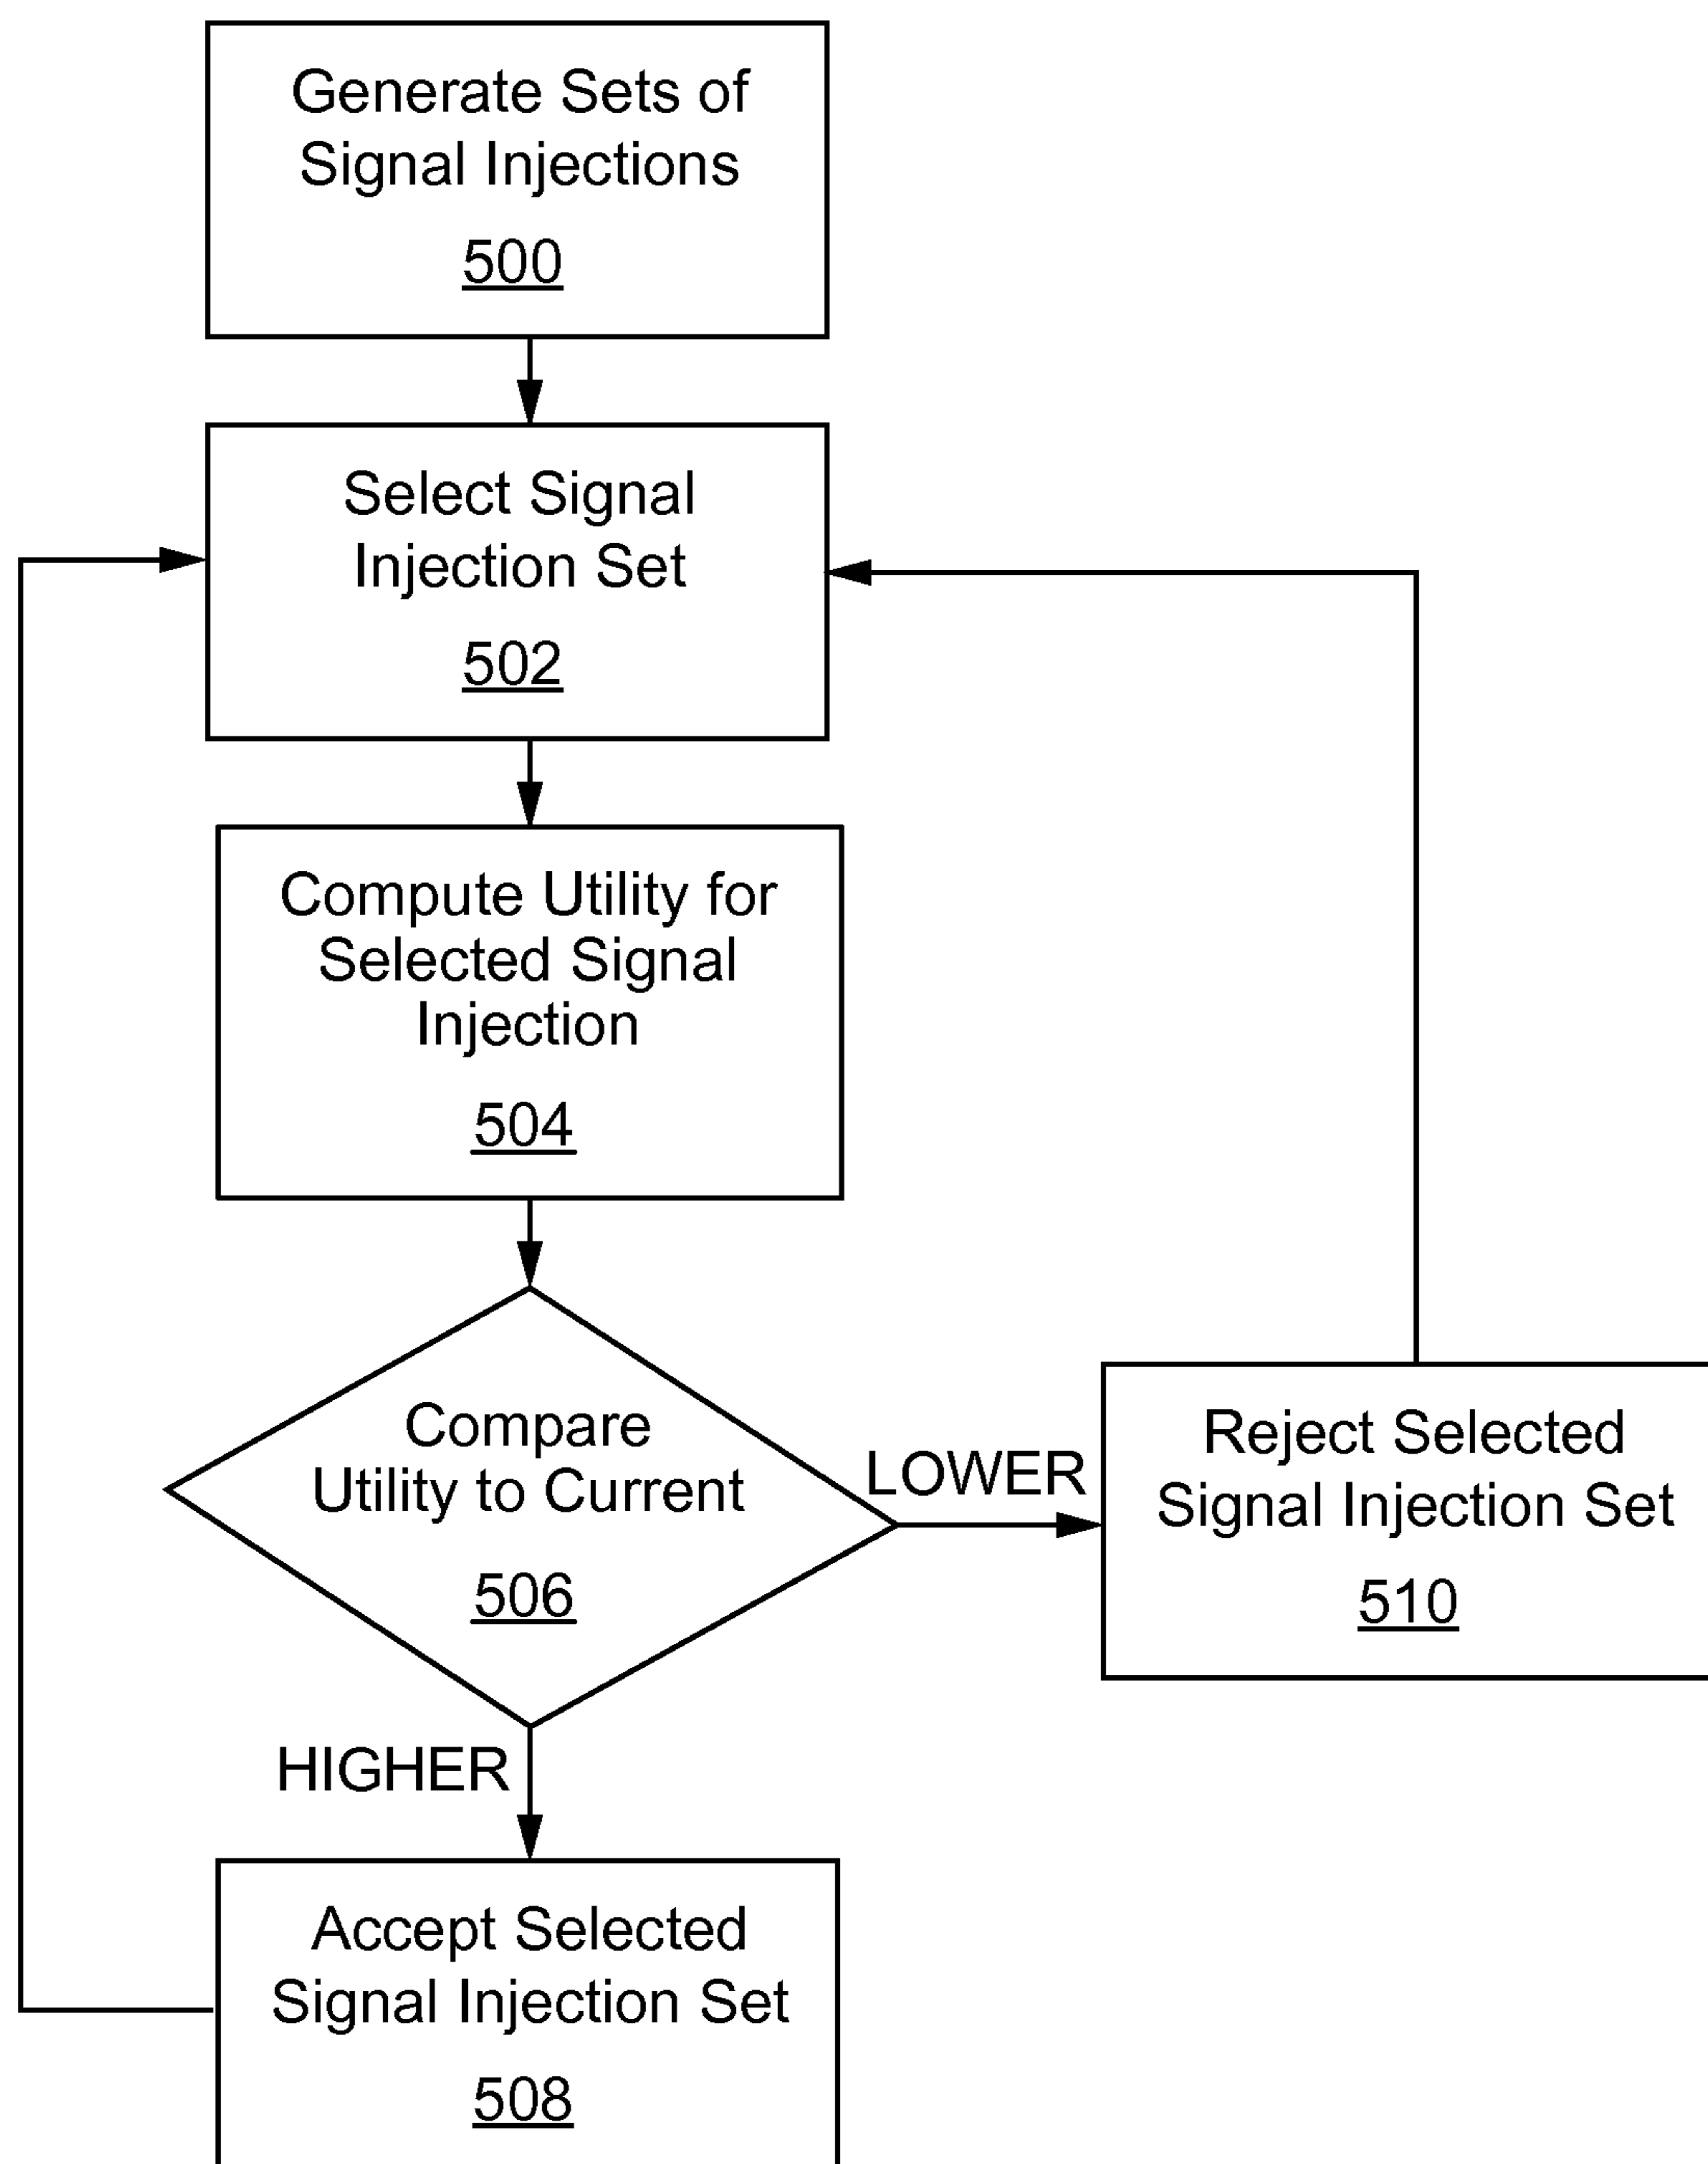 Generate Sets of
Signal Injections
500
Select Signal
Injection Set
502
Compute Utility for
Selected Signal
Injection
504
Compare
Utility to Current
506
LOWER
Reject Selected
Signal Injection Set
510
HIGHER
Accept Selected
Signal Injection Set
508